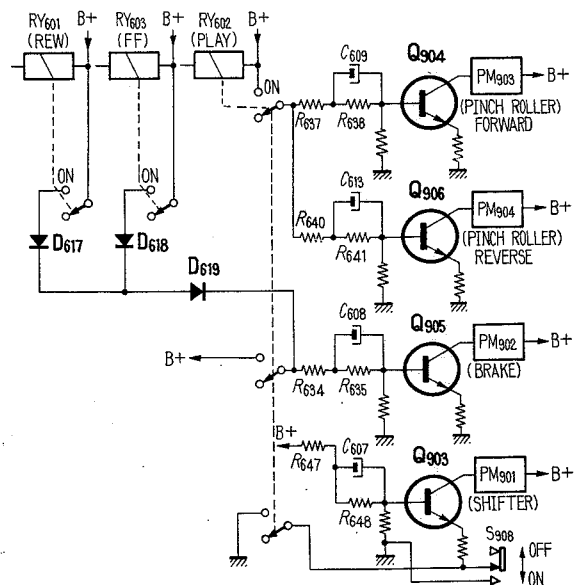 RY601 B+ RY603 B+ RY602 B+
(REW) (FF) (PLAY)
C609 Q904
ON PM903 B+
R637 R638 (PINCH ROLLER)
FORWARD
ON ON
C613 Q906
R640 PM904 B+
D617 D618 R641 (PINCH ROLLER)
REVERSE
D619
C608 Q905
B+ PM902 B+
R634 R635 (BRAKE)
B+ C607 Q903
R647 PM901 B+
R648 (SHIFTER)
S908
OFF
ON